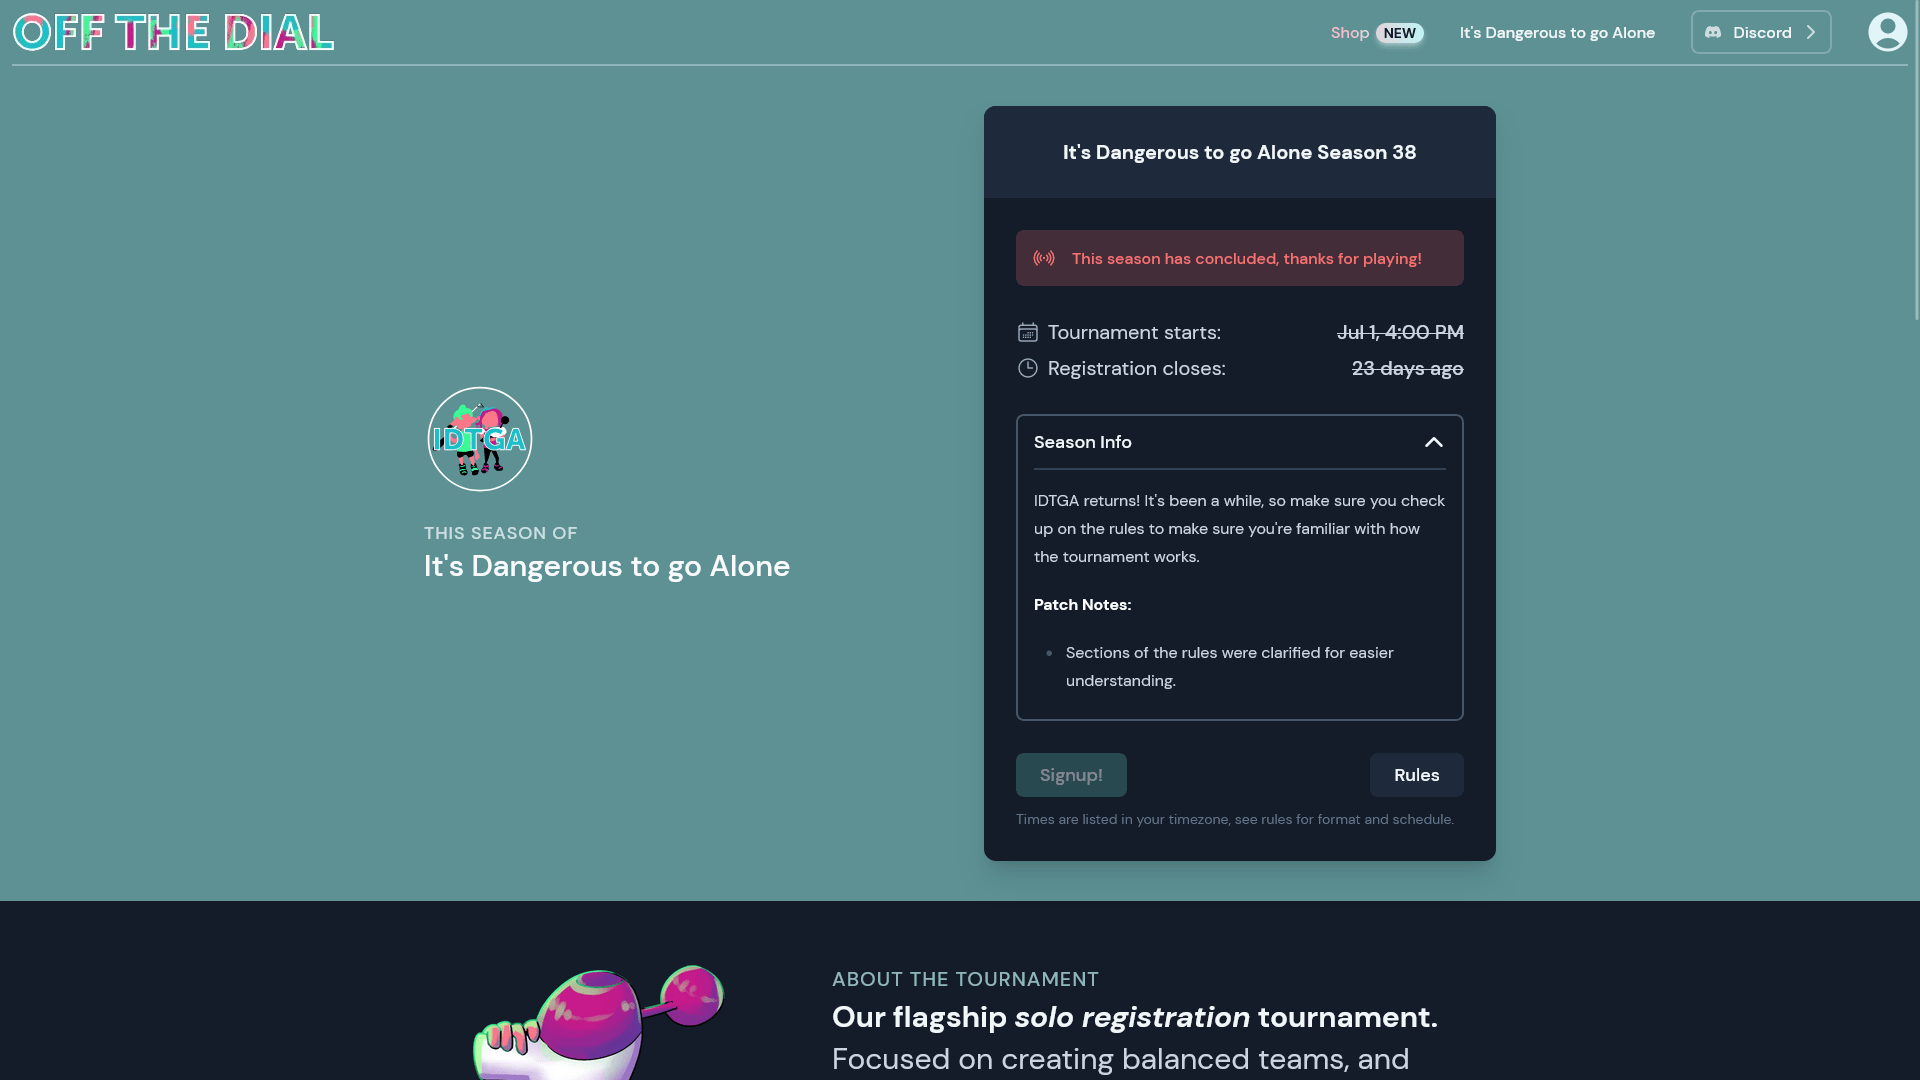 OFF THE DIAL
Shop NEW
It's Dangerous to go Alone
Discord
It's Dangerous to go Alone Season 38
This season has concluded, thanks for playing!
Tournament starts: Jul 1, 4:00 PM
Registration closes: 23 days ago
Season Info
IDTGA returns! It's been a while, so make sure you check
up on the rules to make sure you're familiar with how
the tournament works.
Patch Notes:
Sections of the rules were clarified for easier
understanding.
Signup! Rules
Times are listed in your timezone, see rules for format and schedule.
IDTGA
THIS SEASON OF
It's Dangerous to go Alone
ABOUT THE TOURNAMENT
Our flagship solo registration tournament.
Focused on creating balanced teams, and